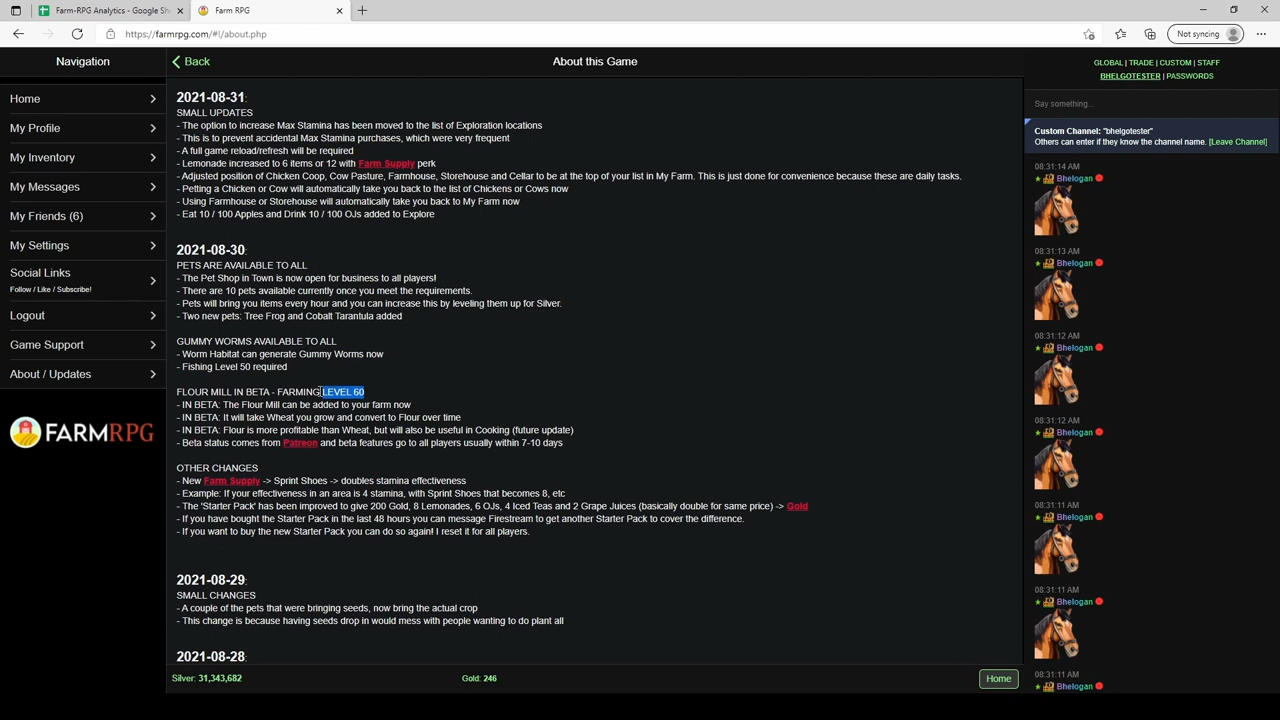 Farm-RPG Analytics - Google She
Farm RPG
https://farmrpg.com/#!/about.php
Not syncing
Navigation
Home
My Profile
My Inventory
My Messages
My Friends (6)
My Settings
Social Links
Follow / Like / Subscribe!
Logout
Game Support
About / Updates
FARMRPG
Back
About this Game
2021-08-31:
SMALL UPDATES
- The option to increase Max Stamina has been moved to the list of Exploration locations
- This is to prevent accidental Max Stamina purchases, which were very frequent
- A full game reload/refresh will be required
- Lemonade increased to 6 items or 12 with Farm Supply perk
- Adjusted position of Chicken Coop, Cow Pasture, Farmhouse, Storehouse and Cellar to be at the top of your list in My Farm. This is just done for convenience because these are daily tasks.
- Petting a Chicken or Cow will automatically take you back to the list of Chickens or Cows now
- Using Farmhouse or Storehouse will automatically take you back to My Farm now
- Eat 10 / 100 Apples and Drink 10 / 100 OJs added to Explore
2021-08-30:
PETS ARE AVAILABLE TO ALL
- The Pet Shop in Town is now open for business to all players!
- There are 10 pets available currently once you meet the requirements.
- Pets will bring you items every hour and you can increase this by leveling them up for Silver.
- Two new pets: Tree Frog and Cobalt Tarantula added
GUMMY WORMS AVAILABLE TO ALL
- Worm Habitat can generate Gummy Worms now
- Fishing Level 50 required
FLOUR MILL IN BETA - FARMING LEVEL 60
- IN BETA: The Flour Mill can be added to your farm now
- IN BETA: It will take Wheat you grow and convert to Flour over time
- IN BETA: Flour is more profitable than Wheat, but will also be useful in Cooking (future update)
- Beta status comes from Patreon and beta features go to all players usually within 7-10 days
OTHER CHANGES
- New Farm Supply -> Sprint Shoes -> doubles stamina effectiveness
- Example: If your effectiveness in an area is 4 stamina, with Sprint Shoes that becomes 8, etc
- The 'Starter Pack' has been improved to give 200 Gold, 8 Lemonades, 6 OJs, 4 Iced Teas and 2 Grape Juices (basically double for same price) -> Gold
- If you have bought the Starter Pack in the last 48 hours you can message Firestream to get another Starter Pack to cover the difference.
- If you want to buy the new Starter Pack you can do so again! I reset it for all players.
2021-08-29:
SMALL CHANGES
- A couple of the pets that were bringing seeds, now bring the actual crop
- This change is because having seeds drop in would mess with people wanting to do plant all
2021-08-28:
Silver: 31,343,682
Gold: 246
Home
GLOBAL | TRADE | CUSTOM | STAFF
BHELGOTESTER | PASSWORDS
Say something...
Custom Channel: "bhelgotester"
Others can enter if they know the channel name. [Leave Channel]
08:31:14 AM
Bhelogan
08:31:13 AM
Bhelogan
08:31:12 AM
Bhelogan
08:31:12 AM
Bhelogan
08:31:11 AM
Bhelogan
08:31:11 AM
Bhelogan
08:31:11 AM
Bhelogan